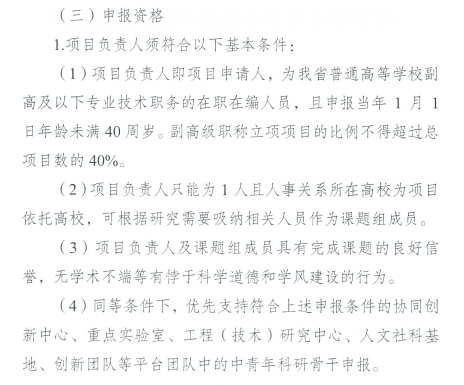 （三）申报资格
1.项目负责人须符合以下基本条件：
（1）项目负责人即项目申请人，为我省普通高等学校副
高及以下专业技术职务的在职在编人员，且申报当年 1 月 1
日年龄未满 40 周岁。副高级职称立项项目的比例不得超过总
项目数的 40%。
（2）项目负责人只能为 1 人且人事关系所在高校为项目
依托高校，可根据研究需要吸纳相关人员作为课题组成员。
（3）项目负责人及课题组成员具有完成课题的良好信
誉，无学术不端等有悖于科学道德和学风建设的行为。
（4）同等条件下，优先支持符合上述申报条件的协同创
新中心、重点实验室、工程（技术）研究中心、人文社科基
地、创新团队等平台团队中的中青年科研骨干申报。